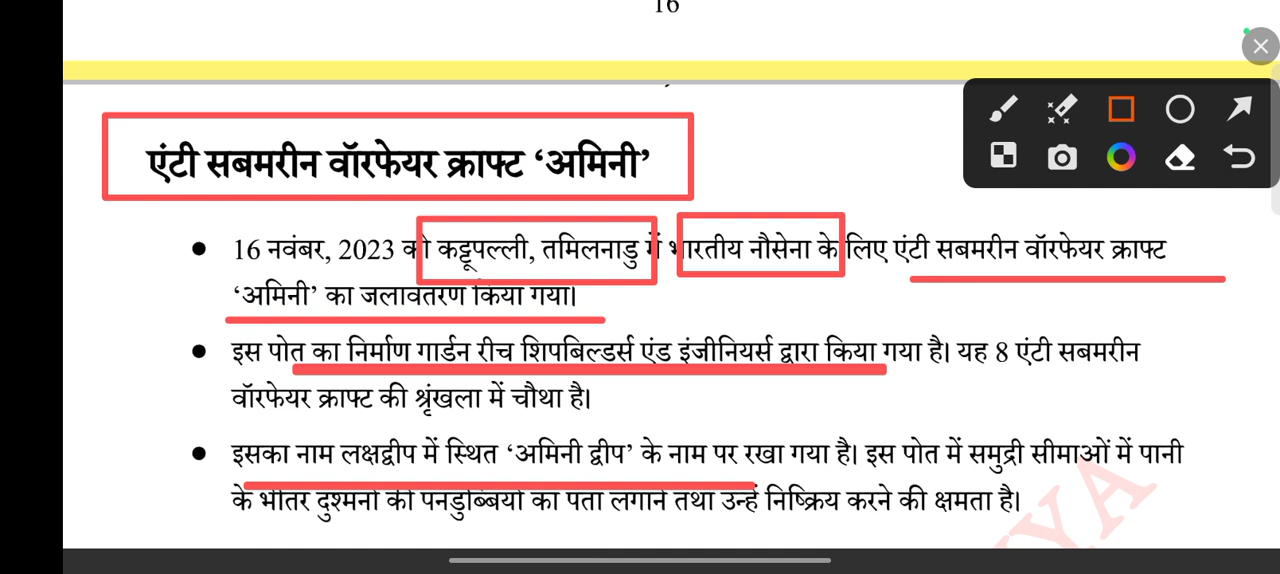 16
एंटी सबमरीन वॉरफेयर क्राफ्ट ‘अमिनी’
● 16 नवंबर, 2023 को कट्टूपल्ली, तमिलनाडु में भारतीय नौसेना के लिए एंटी सबमरीन वॉरफेयर क्राफ्ट
‘अमिनी’ का जलावतरण किया गया।
● इस पोत का निर्माण गार्डन रीच शिपबिल्डर्स एंड इंजीनियर्स द्वारा किया गया है। यह 8 एंटी सबमरीन
वॉरफेयर क्राफ्ट की श्रृंखला में चौथा है।
● इसका नाम लक्षद्वीप में स्थित ‘अमिनी द्वीप’ के नाम पर रखा गया है। इस पोत में समुद्री सीमाओं में पानी
के भीतर दुश्मनों की पनडुब्बियों का पता लगाने तथा उन्हें निष्क्रिय करने की क्षमता है।
YA